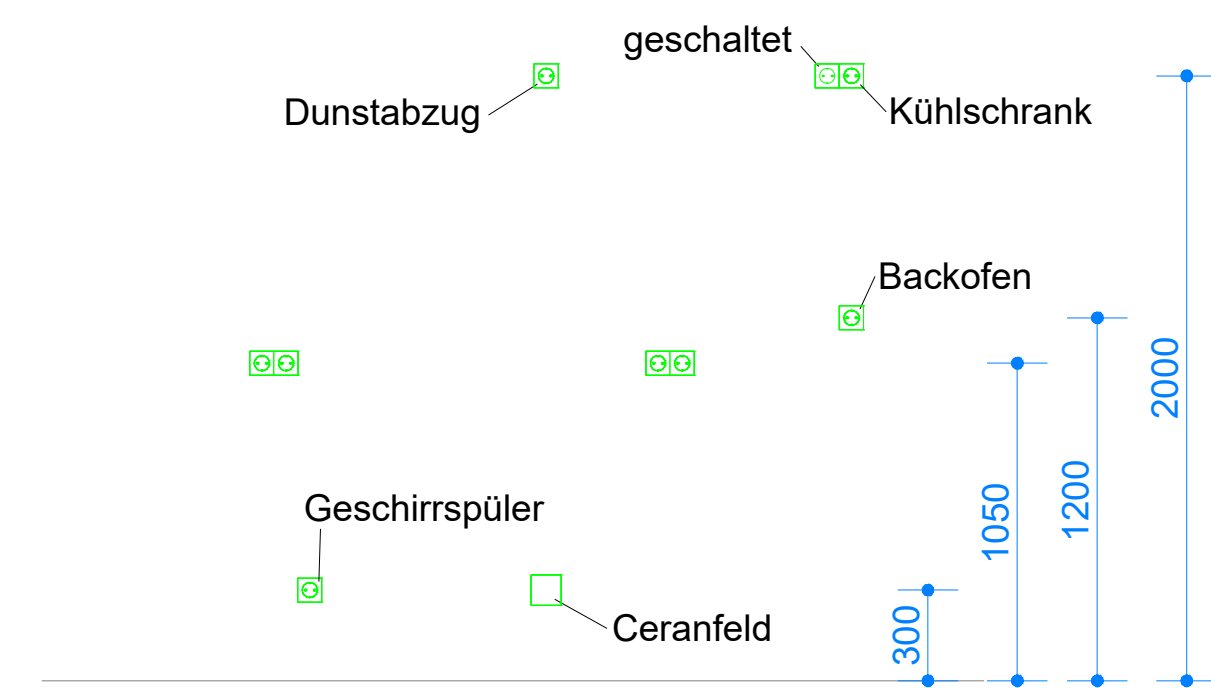 geschaltet
Dunstabzug
Kühlschrank
Backofen
2000
1200
1050
Geschirrspüler
300
Ceranfeld